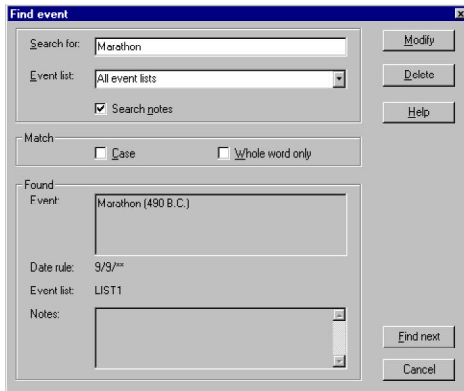 Find event
Search for: Marathon
Modify
Event list: All event lists
Delete
Search notes
Help
Match
Case Whole word only
Found
Event: Marathon (490 B.C.)
Date rule: 9/9/**
Event list: LIST1
Notes:
Find next
Cancel